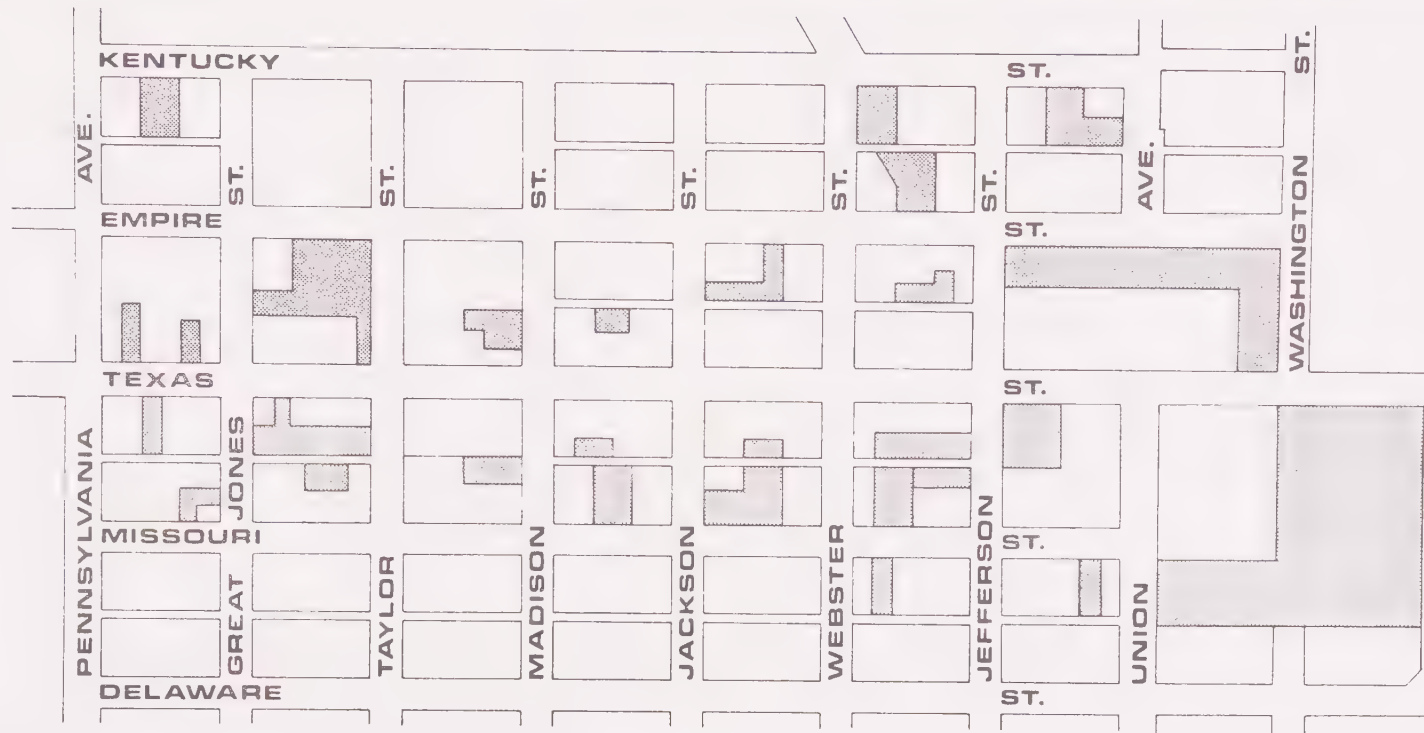 KENTUCKY ST.
EMPIRE ST.
TEXAS ST.
MISSOURI ST.
DELAWARE ST.
PENNSYLVANIA AVE.
GREAT JONES ST.
TAYLOR ST.
MADISON ST.
JACKSON ST.
WEBSTER ST.
JEFFERSON ST.
UNION AVE.
WASHINGTON ST.